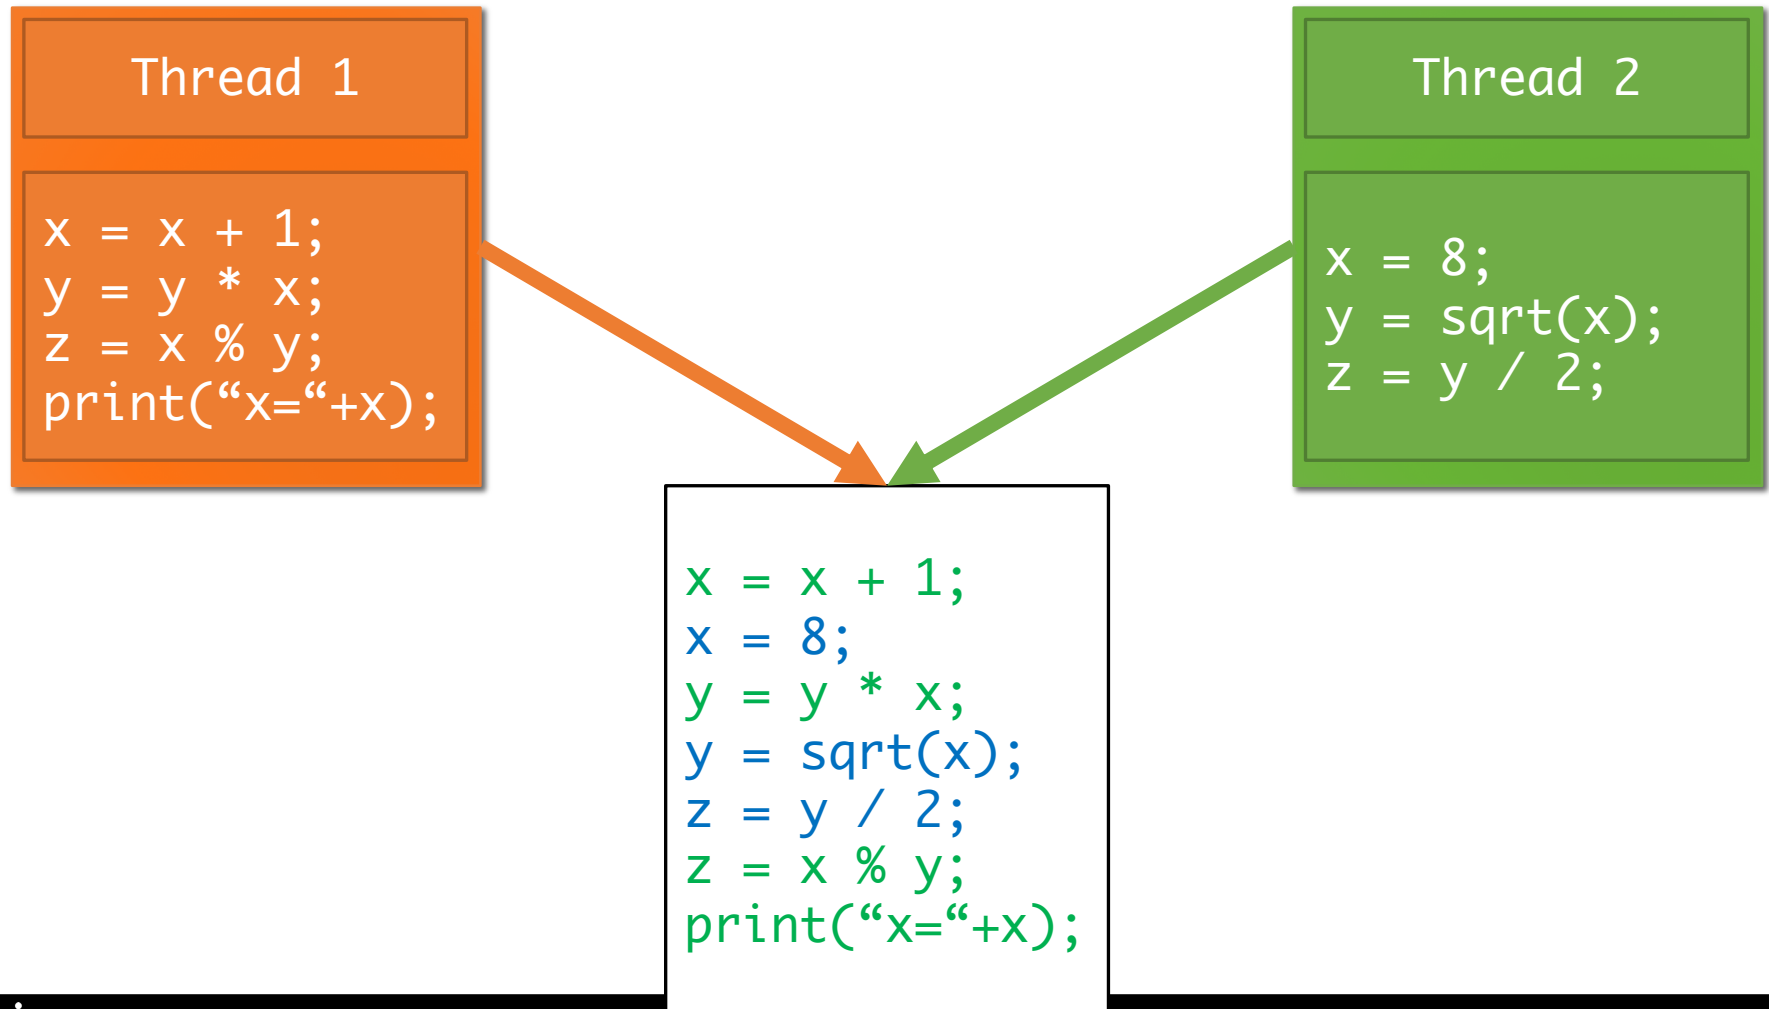 Thread 1
x = x + 1;
y = y * x;
z = x % y;
print(“x=“+x);
Thread 2
x = 8;
y = sqrt(x);
z = y / 2;
x = x + 1;
x = 8;
y = y * x;
y = sqrt(x);
z = y / 2;
z = x % y;
print(“x=“+x);